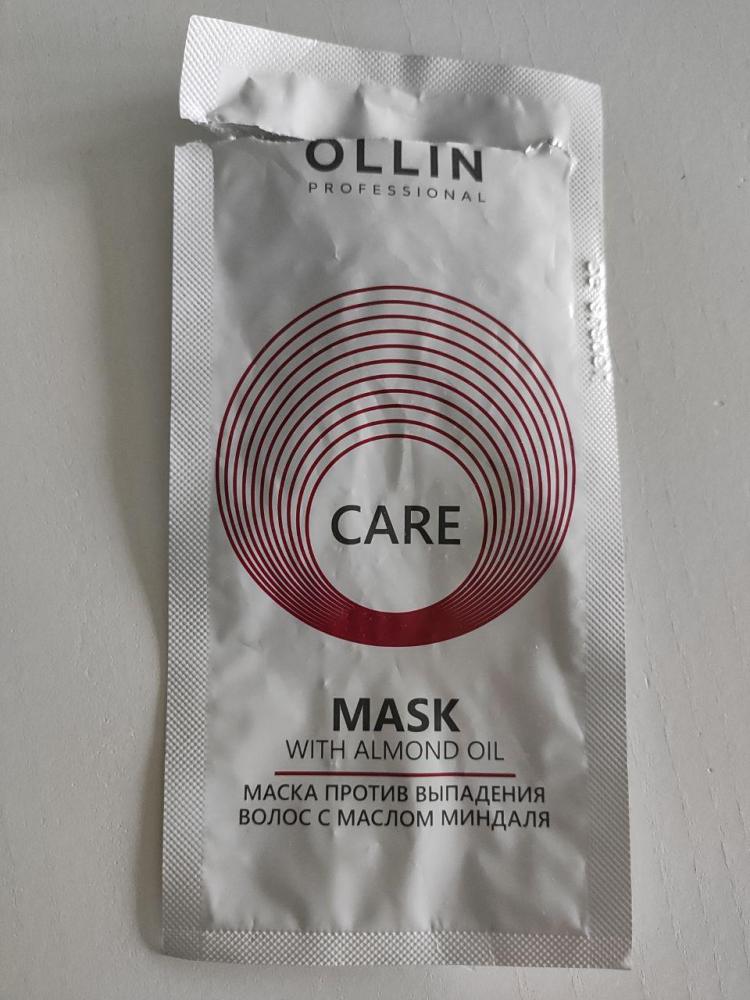 OLLIN
PROFESSIONAL
CARE
MASK
WITH ALMOND OIL
МАСКА ПРОТИВ ВЫПАДЕНИЯ
ВОЛОС С МАСЛОМ МИНДАЛЯ